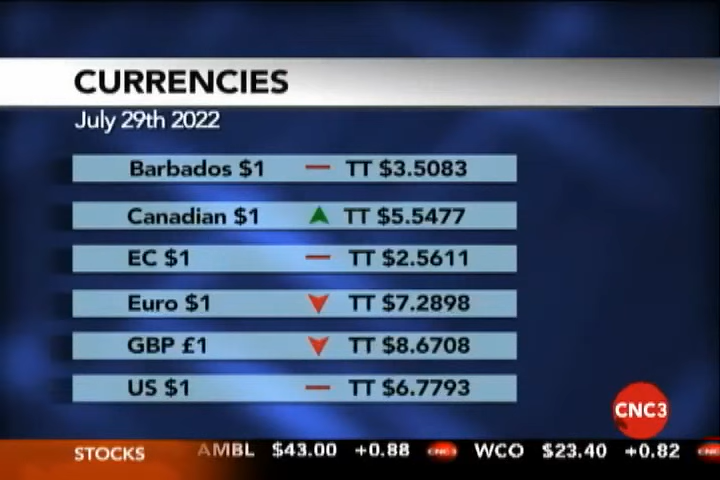 CURRENCIES
July 29th 2022
Barbados $1 — TT $3.5083
Canadian $1 ▲ TT $5.5477
EC $1 — TT $2.5611
Euro $1 ▼ TT $7.2898
GBP £1 ▼ TT $8.6708
US $1 — TT $6.7793
CNC3
STOCKS AMBL $43.00 +0.88 CNC3 WCO $23.40 +0.82